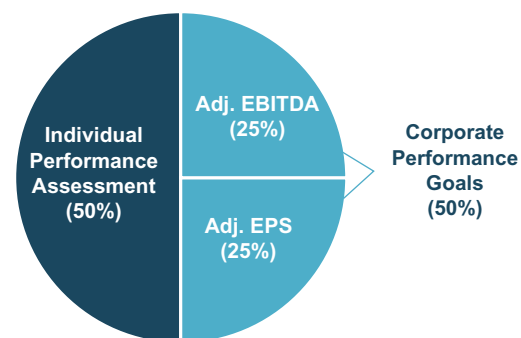 Individual
Performance
Assessment
(50%)
Adj. EBITDA
(25%)
Adj. EPS
(25%)
Corporate
Performance
Goals
(50%)